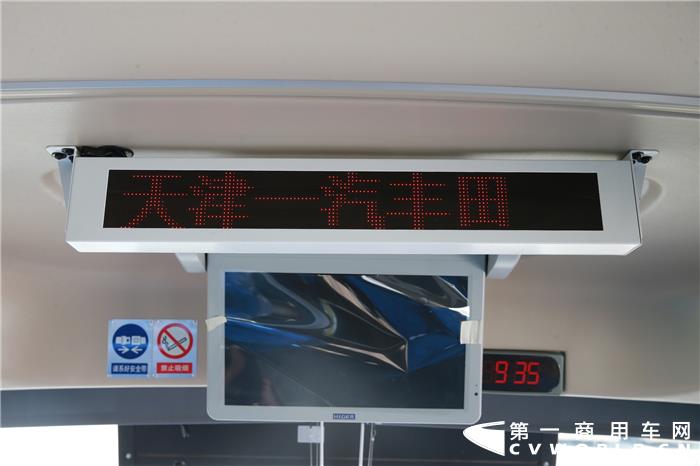 天津一汽丰田
请系好安全带
禁止吸烟
9 35
HIGER
第一商用车网
CVWORLD.CN